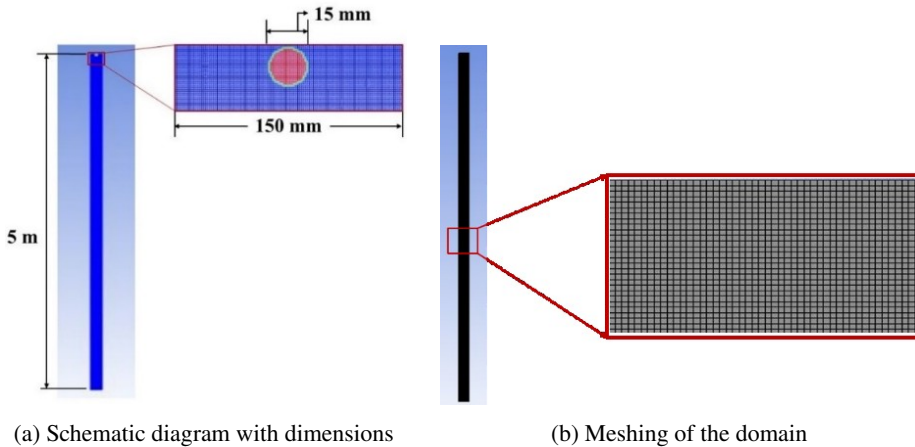 15 mm
150 mm
5 m
(a) Schematic diagram with dimensions
(b) Meshing of the domain